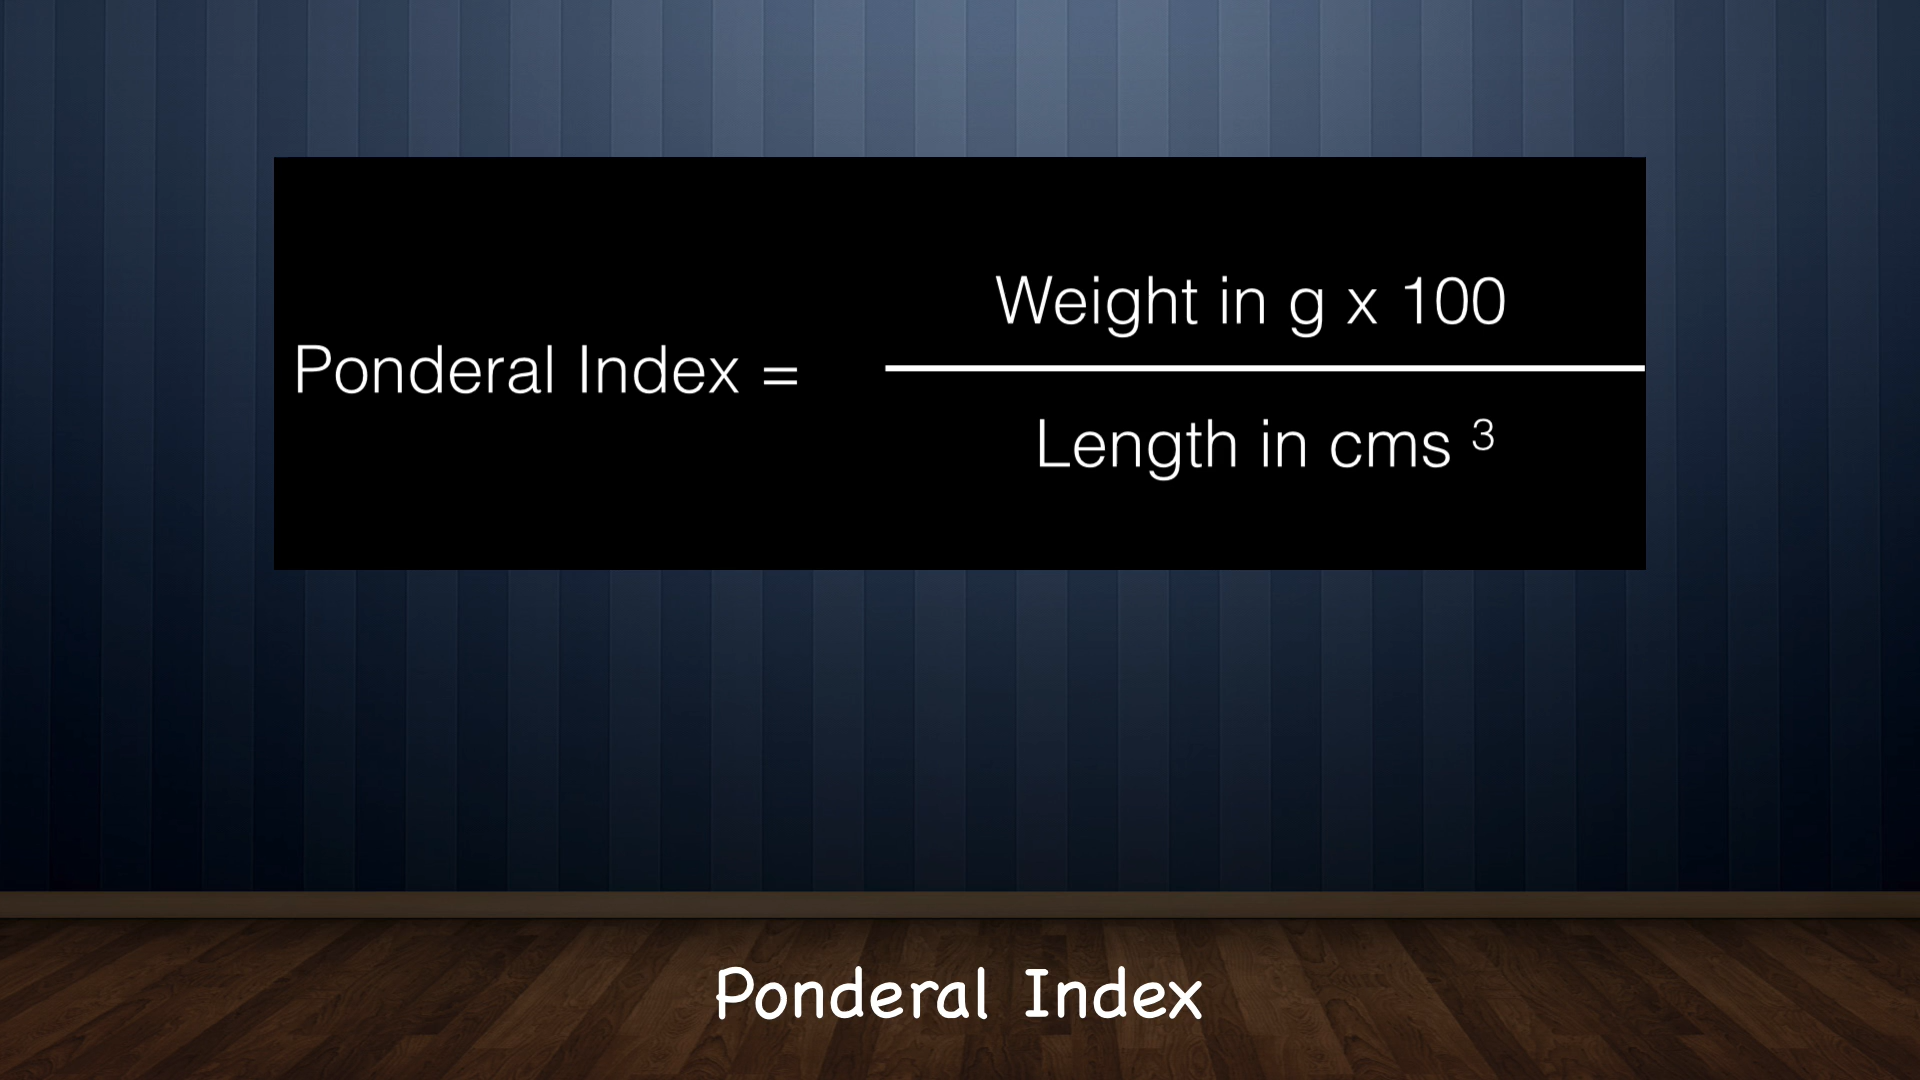 Weight in g x 100
Ponderal Index =
Length in cms ³
Ponderal Index